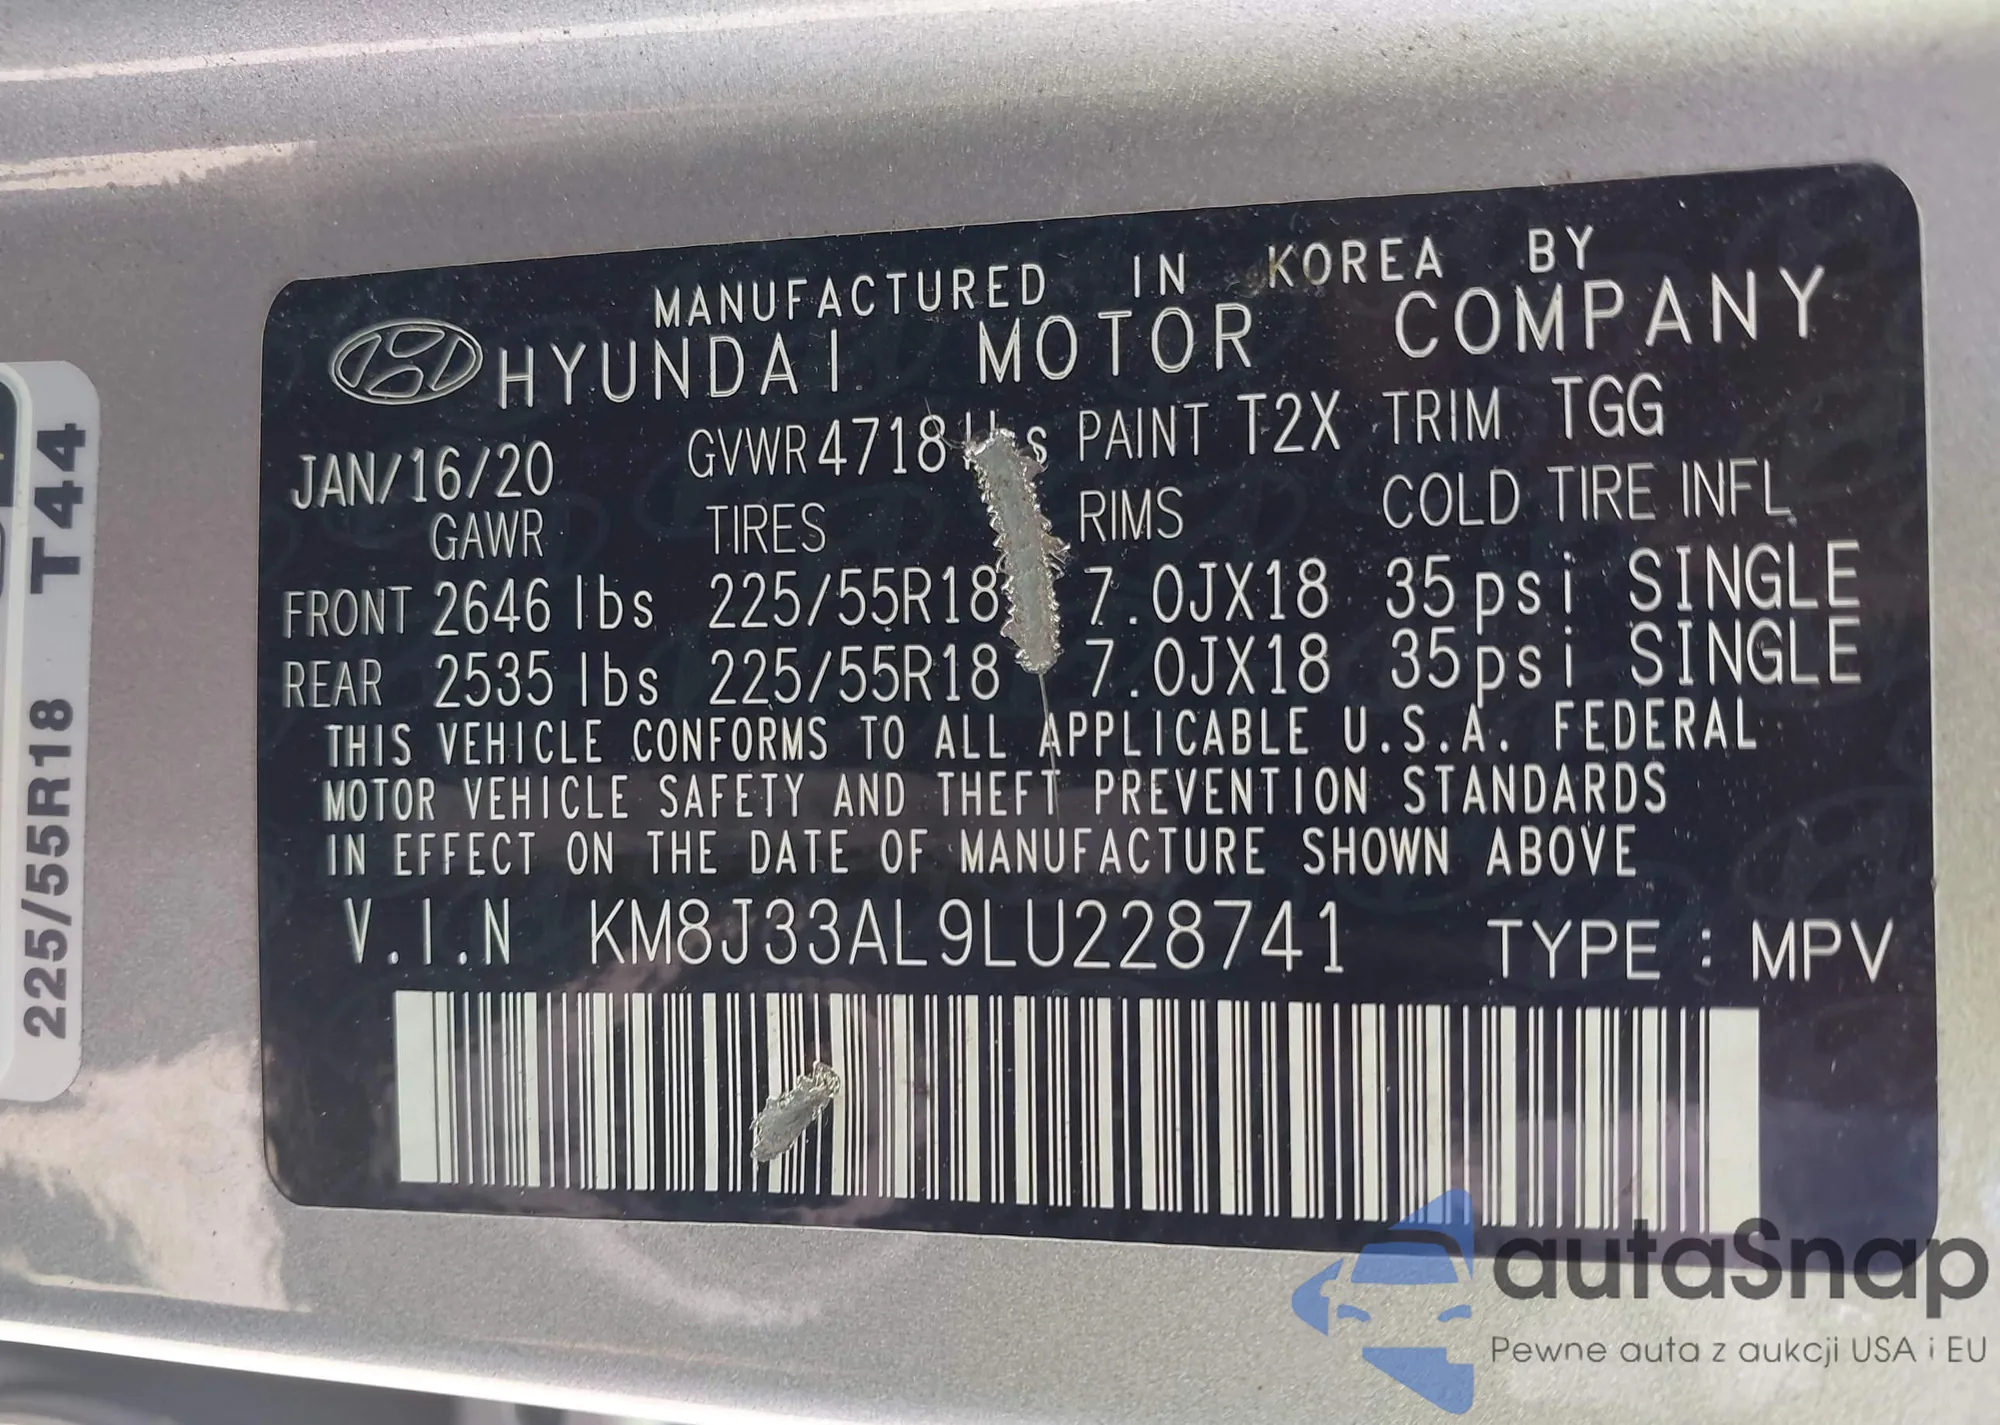 MANUFACTURED IN KOREA BY
HYUNDAI MOTOR COMPANY
JAN/16/20 GVWR 4718 lbs PAINT T2X TRIM TGG
GAWR TIRES RIMS COLD TIRE INFL
FRONT 2646 lbs 225/55R18 7.0JX18 35psi SINGLE
REAR 2535 lbs 225/55R18 7.0JX18 35psi SINGLE
THIS VEHICLE CONFORMS TO ALL APPLICABLE U.S.A. FEDERAL
MOTOR VEHICLE SAFETY AND THEFT PREVENTION STANDARDS
IN EFFECT ON THE DATE OF MANUFACTURE SHOWN ABOVE
V.I.N KM8J33AL9LU228741 TYPE : MPV
225/55R18 T44
autaSnap
Pewne auta z aukcji USA i EU